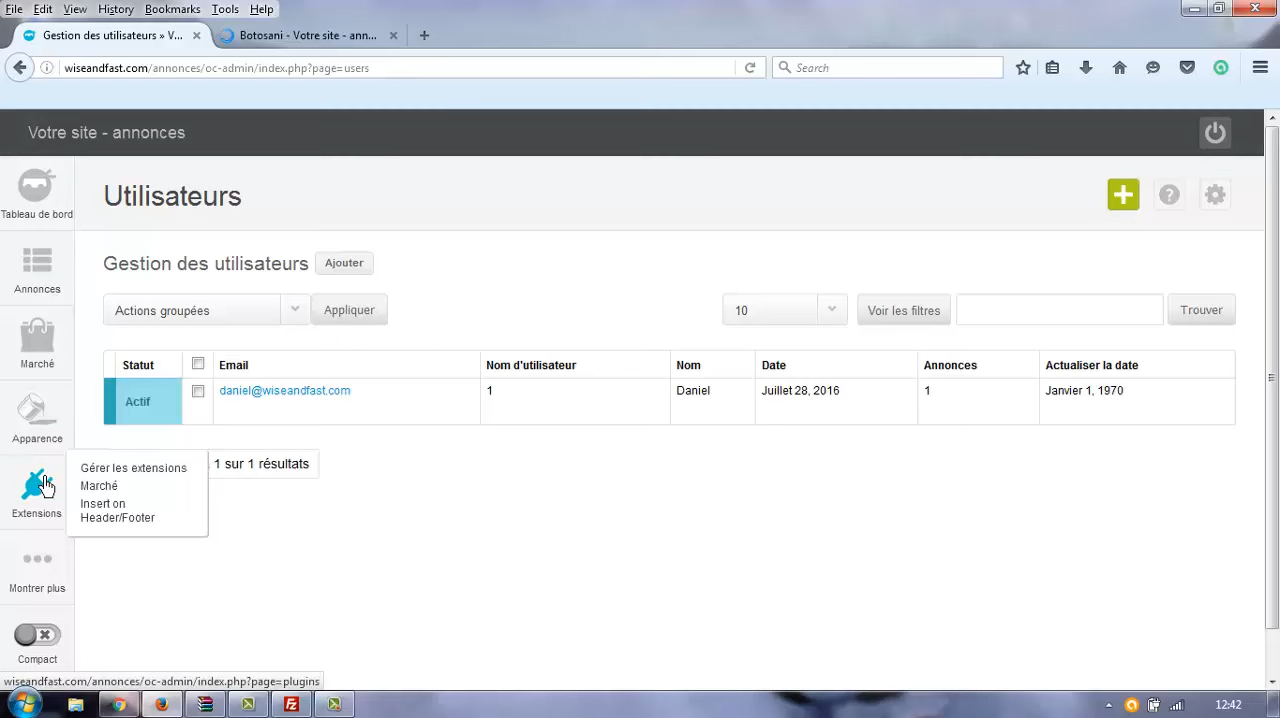 File Edit View History Bookmarks Tools Help
Gestion des utilisateurs » V...
Botosani - Votre site - ann...
wiseandfast.com/annonces/oc-admin/index.php?page=users
Search
Votre site - annonces
Tableau de bord
Utilisateurs
Annonces
Gestion des utilisateurs Ajouter
Actions groupées Appliquer 10 Voir les filtres Trouver
Marché
Statut Email Nom d'utilisateur Nom Date Annonces Actualiser la date
Actif daniel@wiseandfast.com 1 Daniel Juillet 28, 2016 1 Janvier 1, 1970
Apparence
1 sur 1 résultats
Extensions
Gérer les extensions
Marché
Insert on
Header/Footer
Montrer plus
Compact
wiseandfast.com/annonces/oc-admin/index.php?page=plugins
12:42